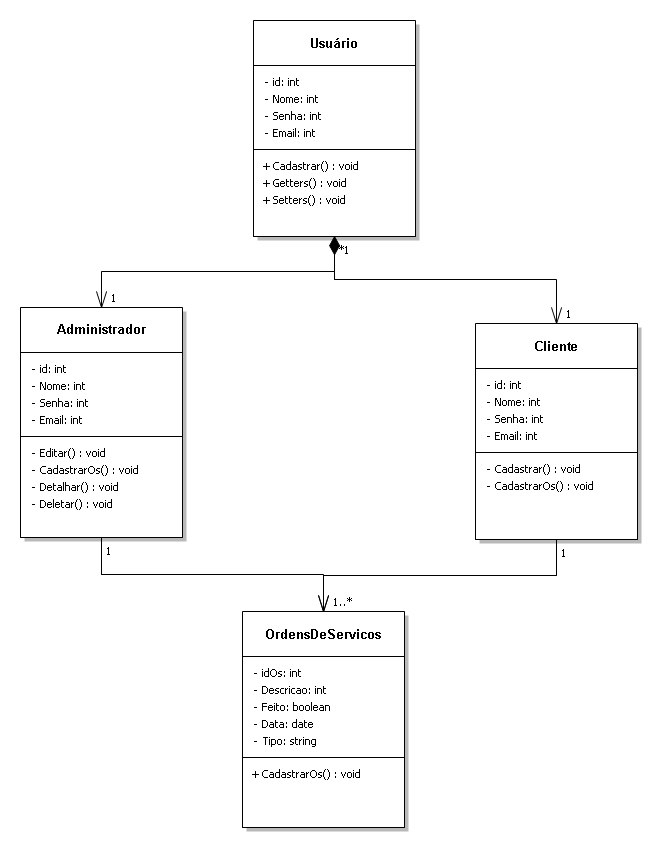 Usuário
- id: int
- Nome: int
- Senha: int
- Email: int
+ Cadastrar() : void
+ Getters() : void
+ Setters() : void
*1
1
1
Administrador
- id: int
- Nome: int
- Senha: int
- Email: int
- Editar() : void
- CadastrarOs() : void
- Detalhar() : void
- Deletar() : void
Cliente
- id: int
- Nome: int
- Senha: int
- Email: int
- Cadastrar() : void
- CadastrarOs() : void
1
1
1..*
OrdensDeServicos
- idOs: int
- Descricao: int
- Feito: boolean
- Data: date
- Tipo: string
+ CadastrarOs() : void